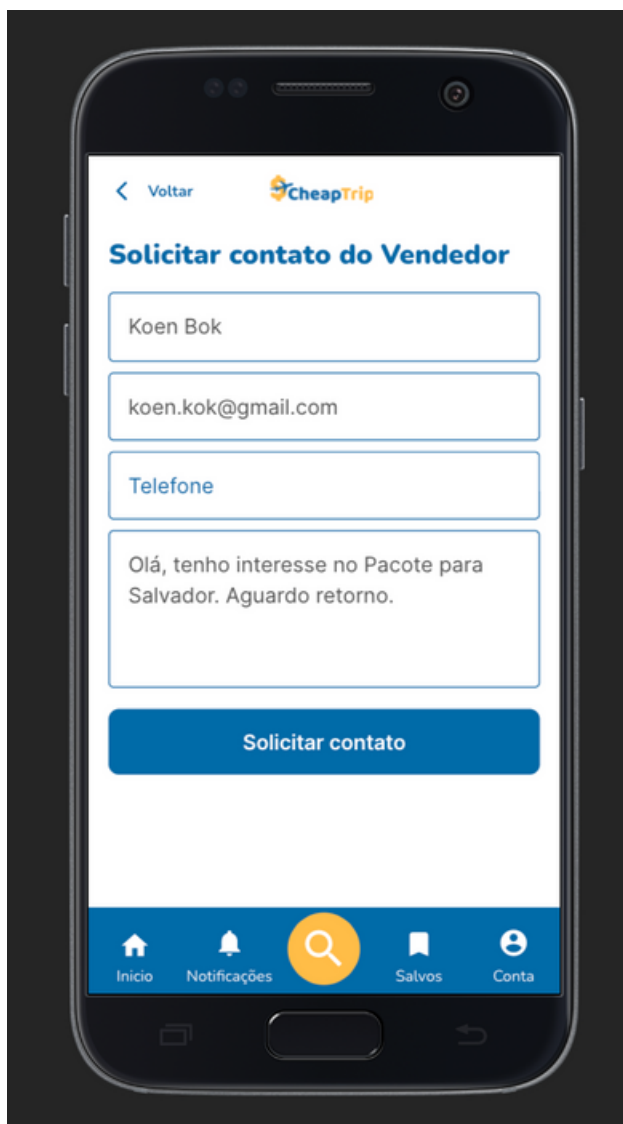 Voltar
CheapTrip
Solicitar contato do Vendedor
Koen Bok
koen.kok@gmail.com
Telefone
Olá, tenho interesse no Pacote para
Salvador. Aguardo retorno.
Solicitar contato
Inicio
Notificações
Salvos
Conta